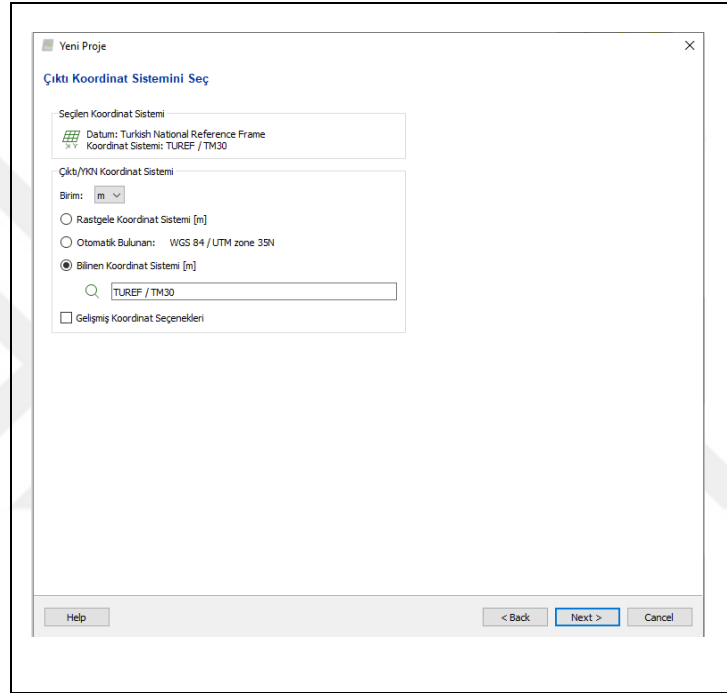 Yeni Proje
Çıktı Koordinat Sistemini Seç
Seçilen Koordinat Sistemi
Datum: Turkish National Reference Frame
Koordinat Sistemi: TUREF / TM30
Çıktı/YKN Koordinat Sistemi
Birim: m
Rastgele Koordinat Sistemi [m]
Otomatik Bulunan: WGS 84 / UTM zone 35N
Bilinen Koordinat Sistemi [m]
TUREF / TM30
Gelişmiş Koordinat Seçenekleri
Help < Back Next > Cancel